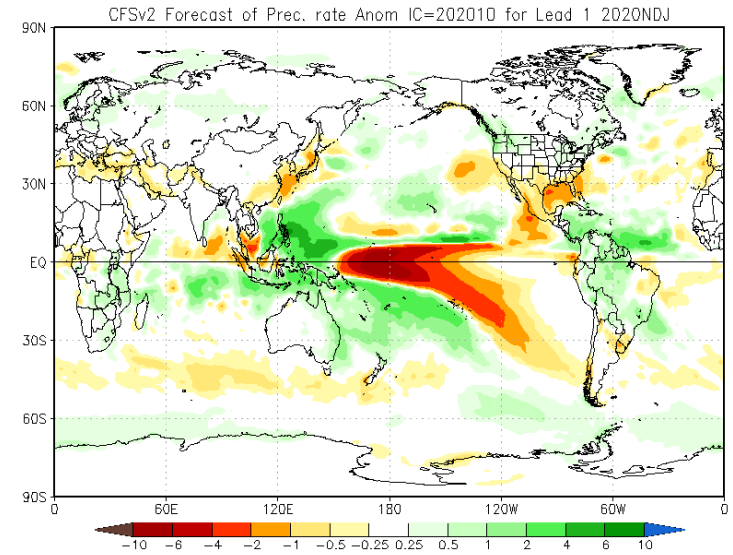 CFSv2 Forecast of Prec. rate Anom IC=202010 for Lead 1 2020NDJ
90N
60N
30N
EQ
30S
60S
90S
0 60E 120E 180 120W 60W 0
-10 -6 -4 -2 -1 -0.5 -0.25 0.25 0.5 1 2 4 6 10